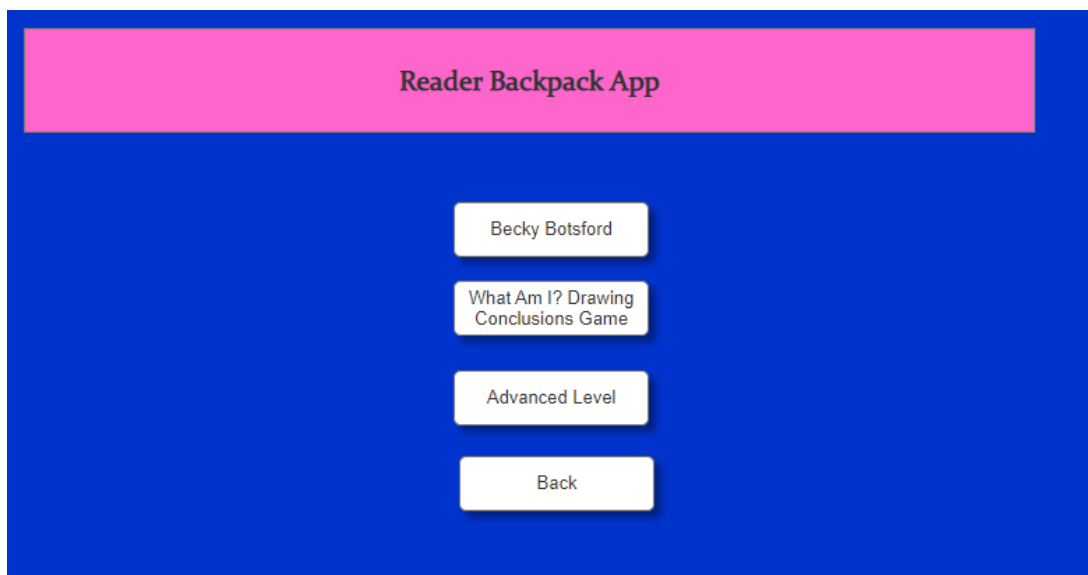 Reader Backpack App
Becky Botsford
What Am I? Drawing
Conclusions Game
Advanced Level
Back